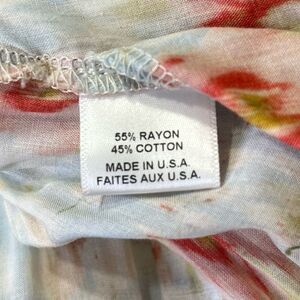 55% RAYON
45% COTTON
MADE IN U.S.A.
FAITES AUX U.S.A.